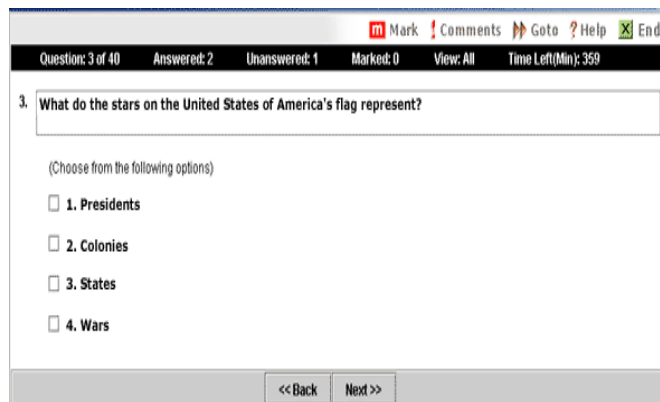 m Mark ! Comments Goto ? Help X End
Question: 3 of 40 Answered: 2 Unanswered: 1 Marked: 0 View: All Time Left(Min): 359
3. What do the stars on the United States of America's flag represent?
(Choose from the following options)
1. Presidents
2. Colonies
3. States
4. Wars
<< Back Next >>